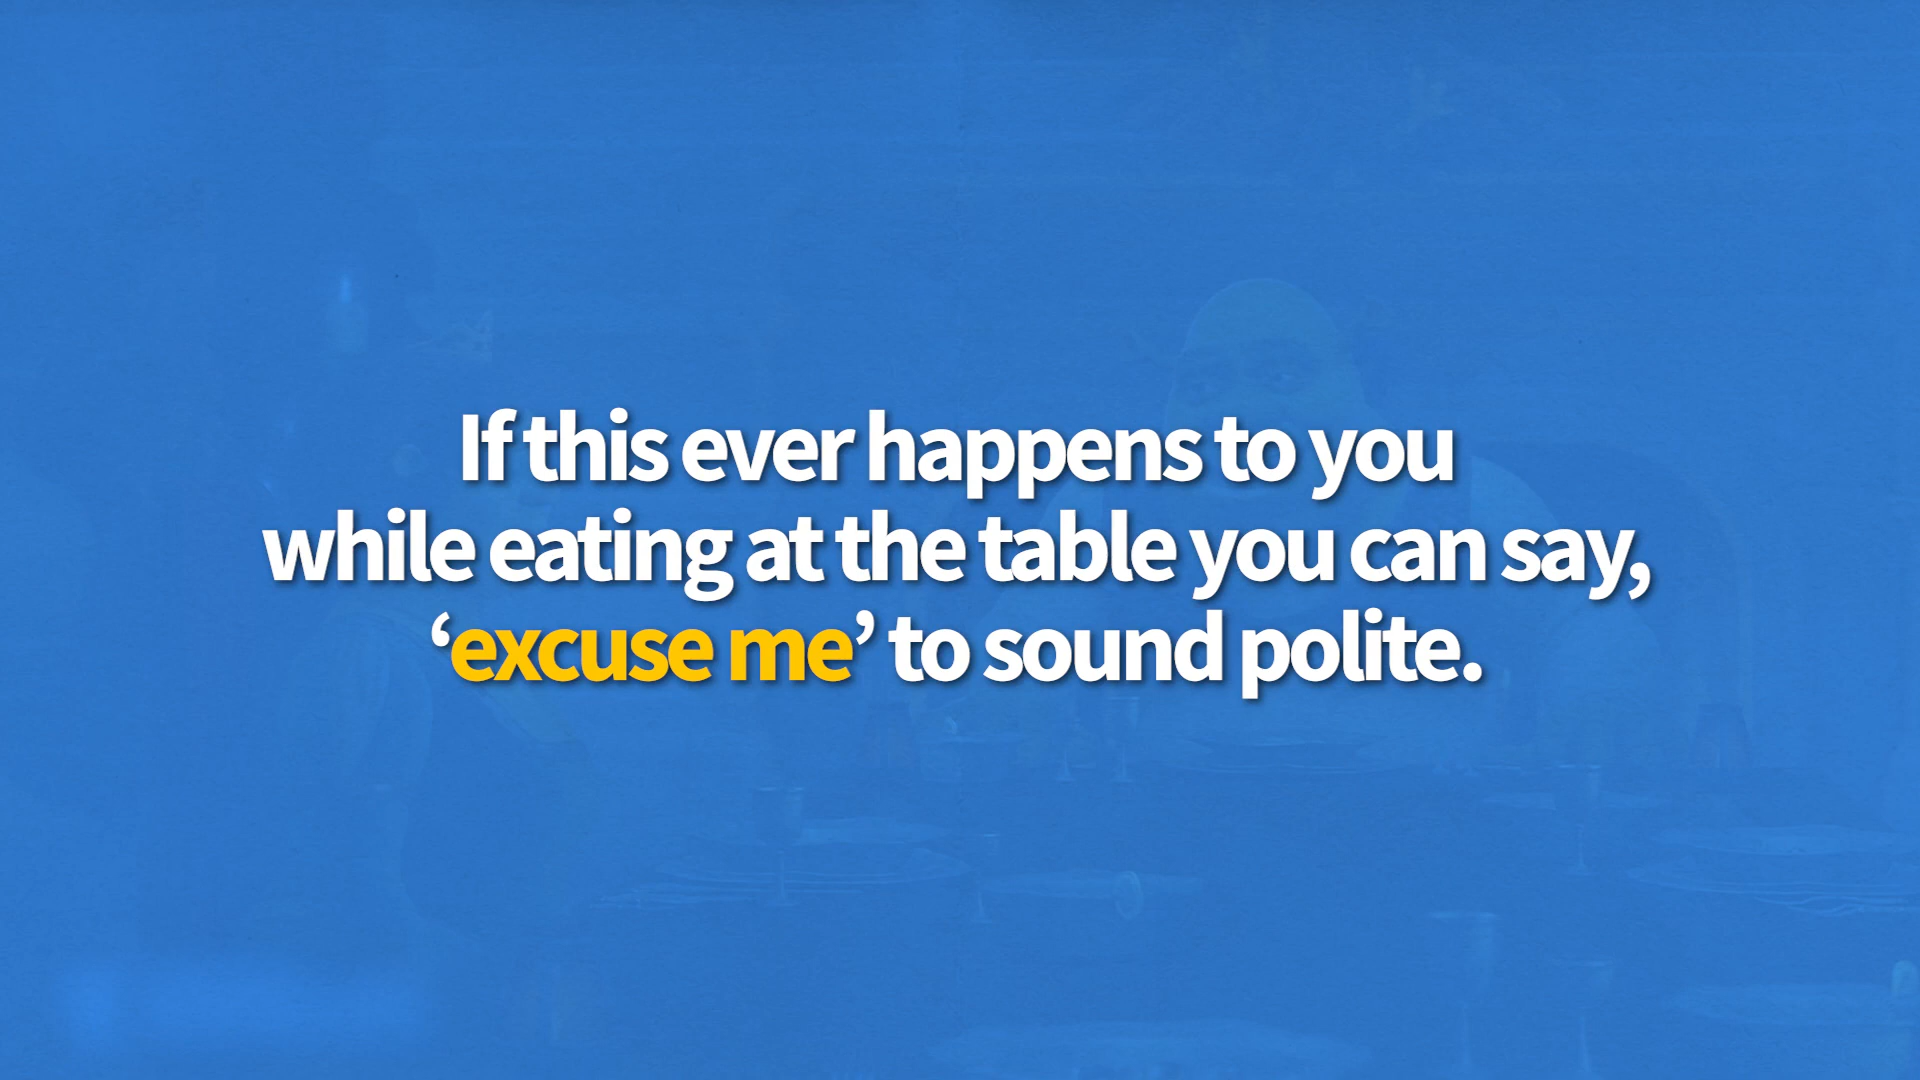 If this ever happens to you
while eating at the table you can say,
‘excuse me’ to sound polite.